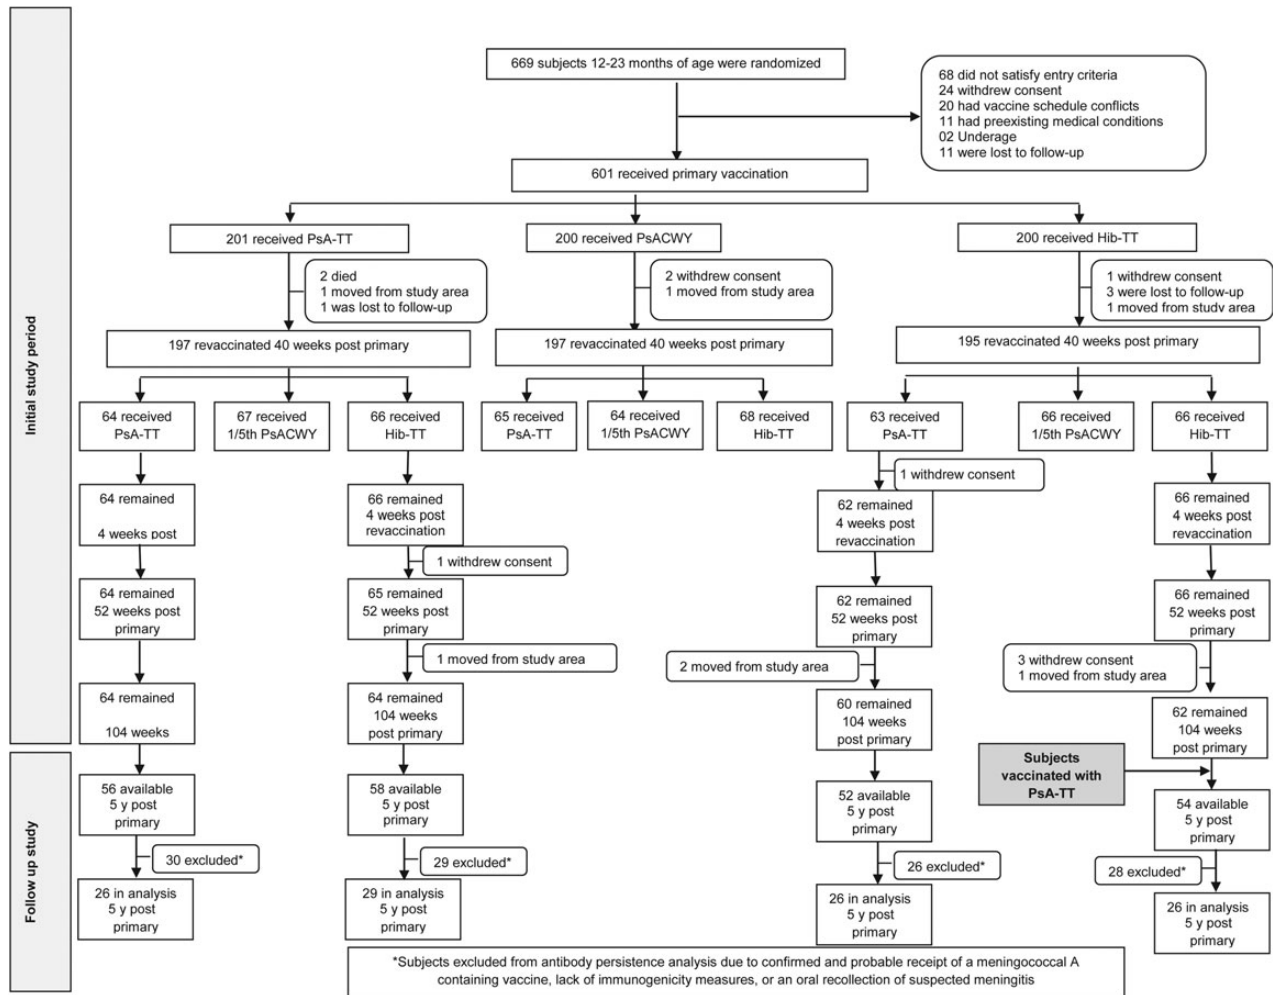 669 subjects 12-23 months of age were randomized
68 did not satisfy entry criteria
24 withdrew consent
20 had vaccine schedule conflicts
11 had preexisting medical conditions
02 Underage
11 were lost to follow-up
601 received primary vaccination
201 received PsA-TT
200 received PsACWY
200 received Hib-TT
2 died
1 moved from study area
1 was lost to follow-up
2 withdrew consent
1 moved from study area
1 withdrew consent
3 were lost to follow-up
1 moved from study area
197 revaccinated 40 weeks post primary
197 revaccinated 40 weeks post primary
195 revaccinated 40 weeks post primary
64 received
PsA-TT
67 received
1/5th PsACWY
66 received
Hib-TT
65 received
PsA-TT
64 received
1/5th PsACWY
68 received
Hib-TT
63 received
PsA-TT
66 received
1/5th PsACWY
66 received
Hib-TT
1 withdrew consent
64 remained
4 weeks post
66 remained
4 weeks post
revaccination
62 remained
4 weeks post
revaccination
66 remained
4 weeks post
revaccination
1 withdrew consent
64 remained
52 weeks post
primary
65 remained
52 weeks post
primary
62 remained
52 weeks post
primary
66 remained
52 weeks post
primary
1 moved from study area
2 moved from study area
3 withdrew consent
1 moved from study area
64 remained
104 weeks
64 remained
104 weeks
post primary
60 remained
104 weeks
post primary
62 remained
104 weeks
post primary
Initial study period
Subjects
vaccinated with
PsA-TT
56 available
5 y post
primary
58 available
5 y post
primary
52 available
5 y post
primary
54 available
5 y post
primary
30 excluded*
29 excluded*
26 excluded*
28 excluded*
26 in analysis
5 y post
primary
29 in analysis
5 y post
primary
26 in analysis
5 y post
primary
26 in analysis
5 y post
primary
Follow up study
*Subjects excluded from antibody persistence analysis due to confirmed and probable receipt of a meningococcal A
containing vaccine, lack of immunogenicity measures, or an oral recollection of suspected meningitis